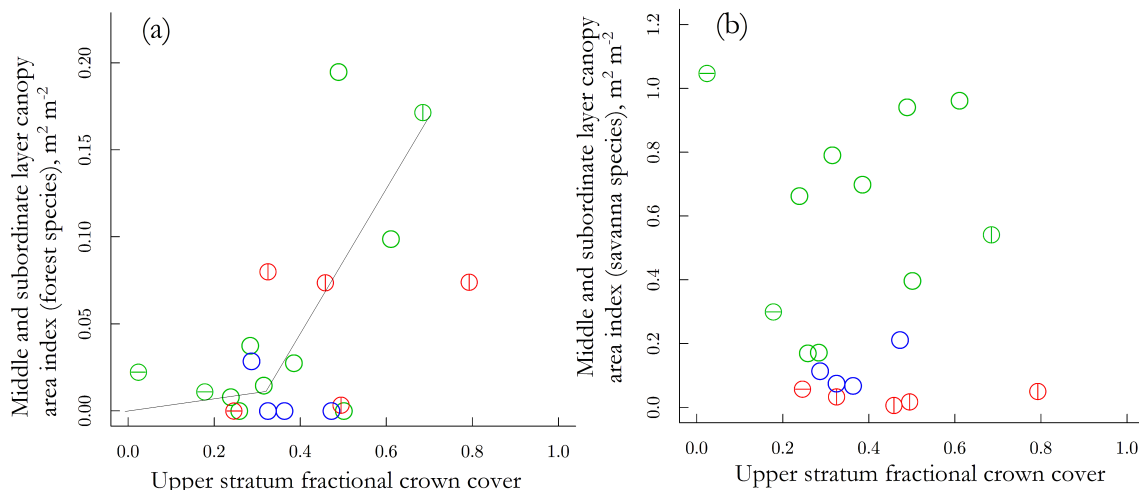 (a)
Middle and subordinate layer canopy
area index (forest species), m² m⁻²
0.20
0.15
0.10
0.05
0.00
0.0 0.2 0.4 0.6 0.8 1.0
Upper stratum fractional crown cover
(b)
Middle and subordinate layer canopy
area index (savanna species), m² m⁻²
1.2
1.0
0.8
0.6
0.4
0.2
0.0
0.0 0.2 0.4 0.6 0.8 1.0
Upper stratum fractional crown cover